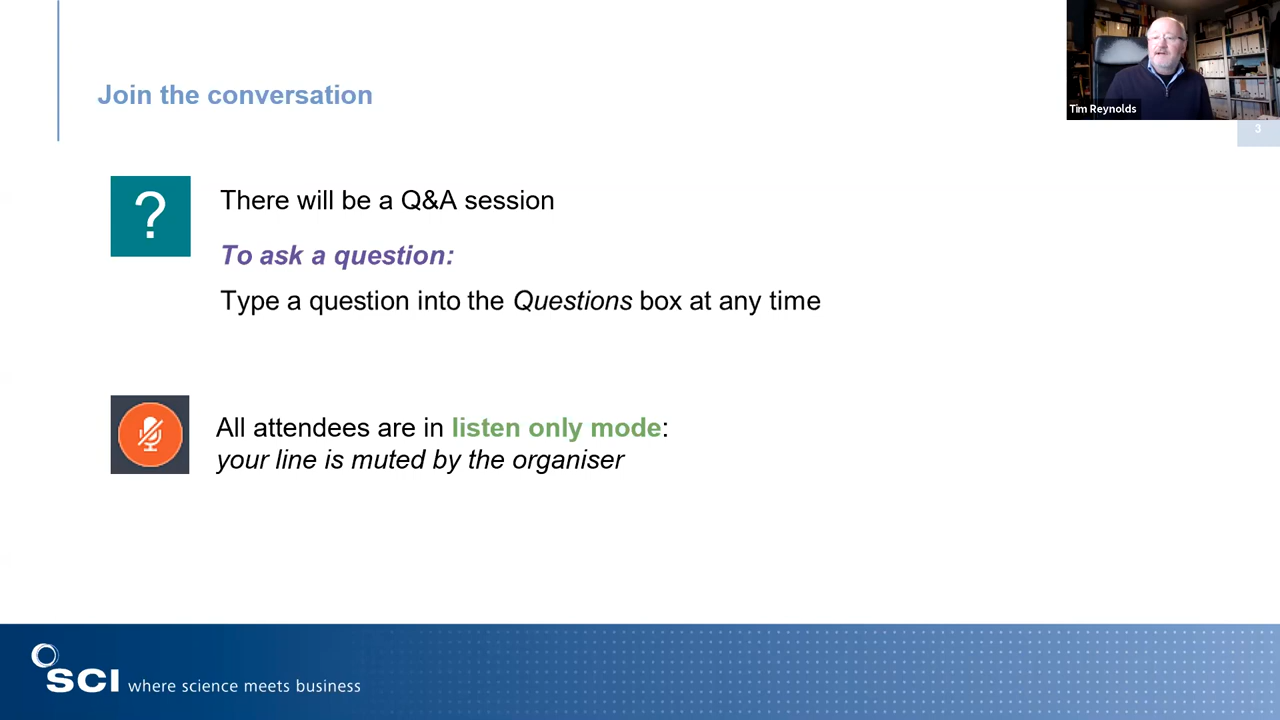 Join the conversation
Tim Reynolds
3
?
There will be a Q&A session
To ask a question:
Type a question into the Questions box at any time
All attendees are in listen only mode:
your line is muted by the organiser
SCI where science meets business